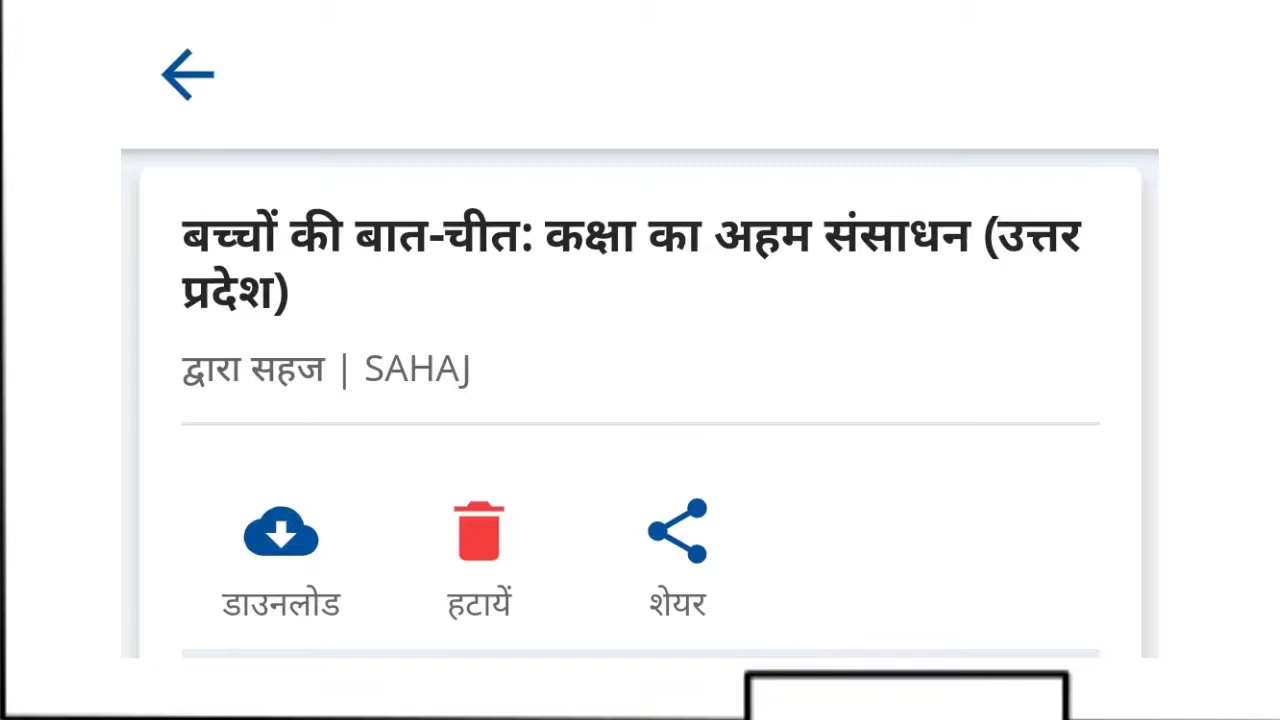 बच्चों की बात-चीत: कक्षा का अहम संसाधन (उत्तर
प्रदेश)
द्वारा सहज | SAHAJ
डाउनलोड हटायें शेयर